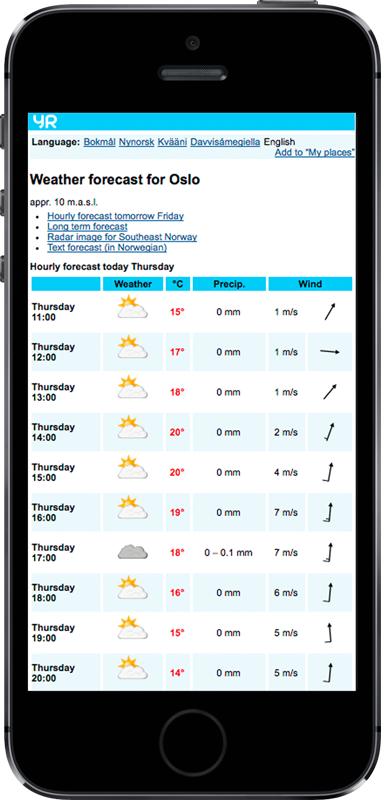 YR
Language: Bokmål Nynorsk Kvääni Davvisámegiella English
Add to "My places"
Weather forecast for Oslo
appr. 10 m.a.s.l.
Hourly forecast tomorrow Friday
Long term forecast
Radar image for Southeast Norway
Text forecast (in Norwegian)
Hourly forecast today Thursday
Weather °C Precip. Wind
Thursday
11:00 15° 0 mm 1 m/s
Thursday
12:00 17° 0 mm 1 m/s
Thursday
13:00 18° 0 mm 1 m/s
Thursday
14:00 20° 0 mm 2 m/s
Thursday
15:00 20° 0 mm 4 m/s
Thursday
16:00 19° 0 mm 7 m/s
Thursday
17:00 18° 0 – 0.1 mm 7 m/s
Thursday
18:00 16° 0 mm 6 m/s
Thursday
19:00 15° 0 mm 5 m/s
Thursday
20:00 14° 0 mm 5 m/s